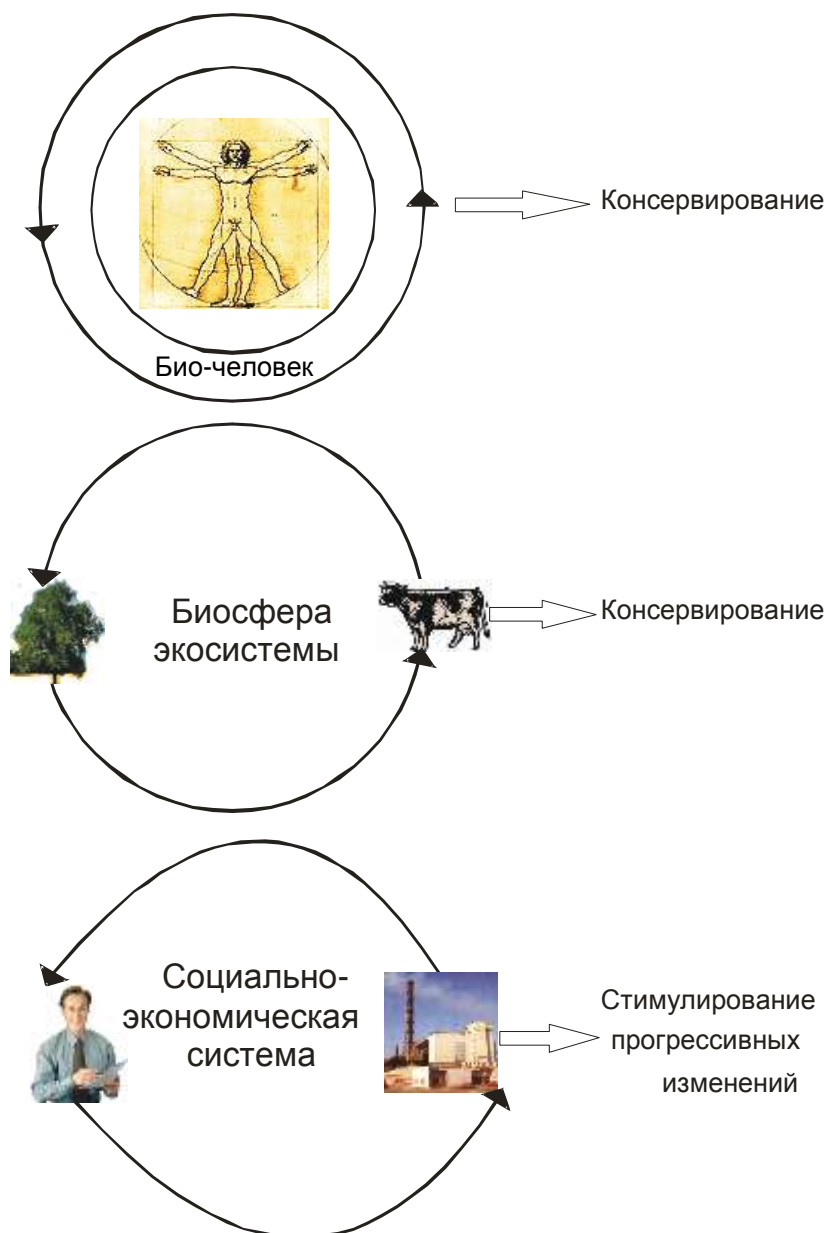 Консервирование
Био-человек
Биосфера
экосистемы
Консервирование
Социально-
экономическая
система
Стимулирование
прогрессивных
изменений